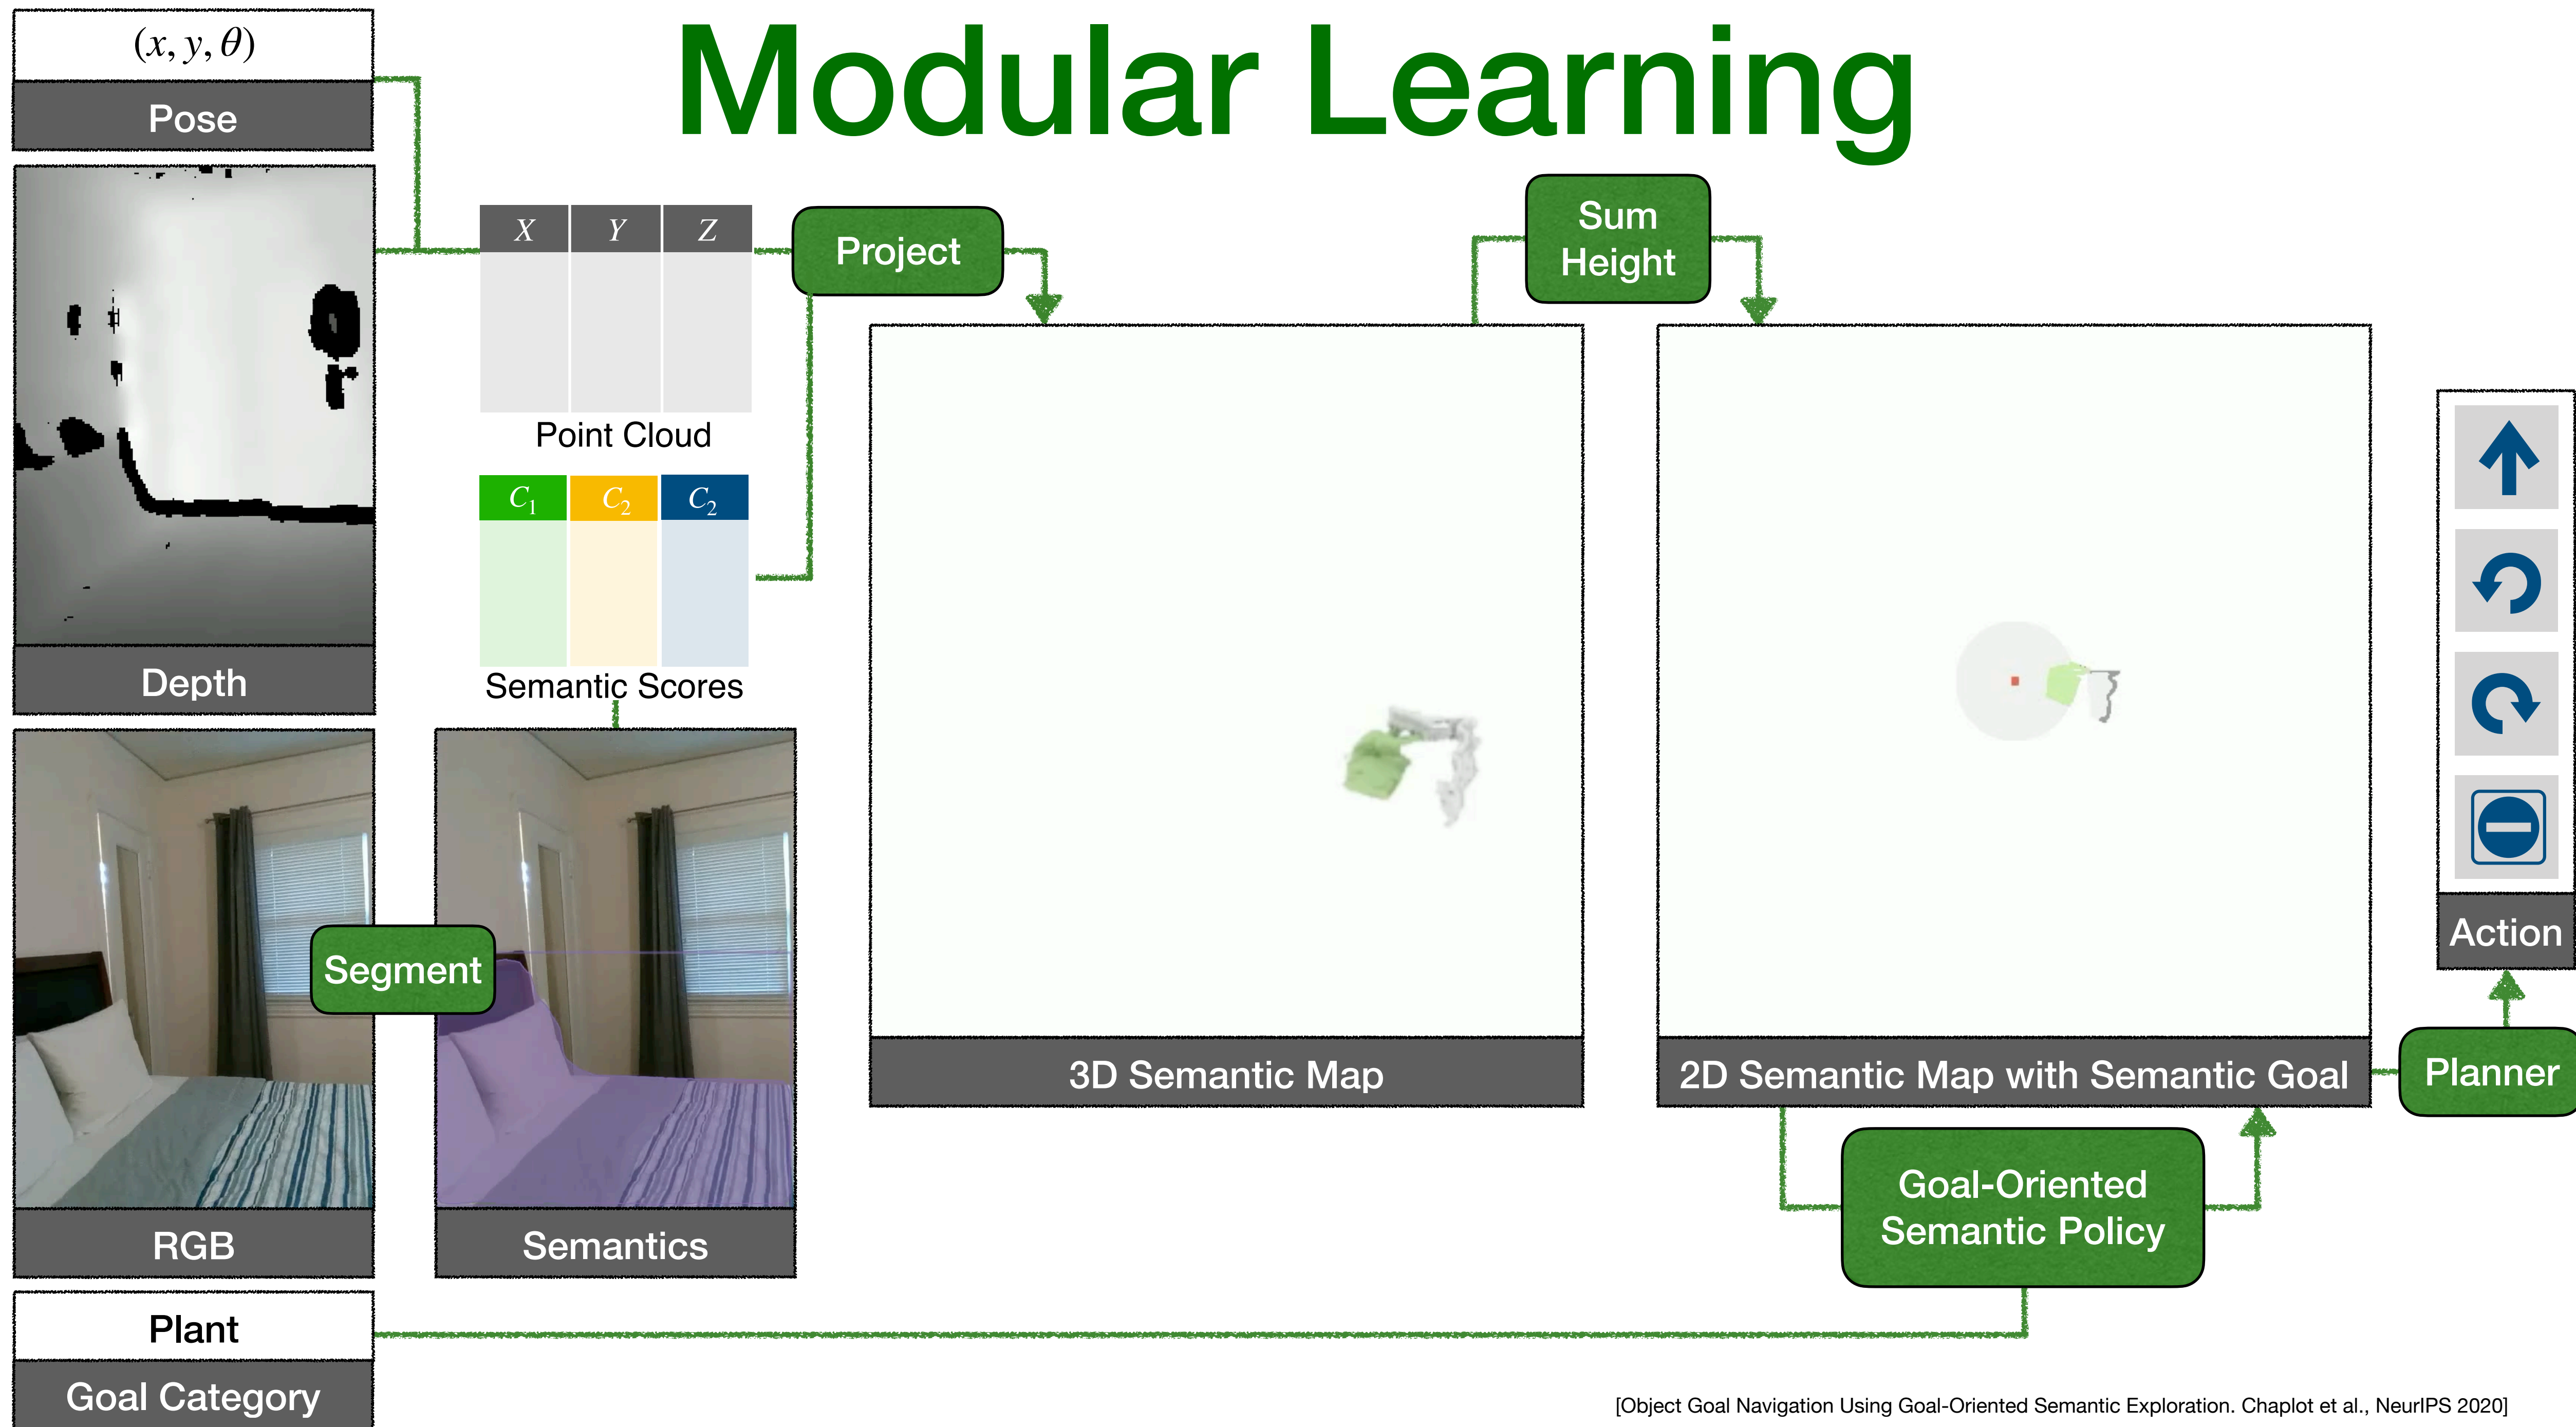 Modular Learning
(x, y, θ)
Pose
Depth
RGB
Plant
Goal Category
X Y Z
Point Cloud
C₁ C₂ C₂
Semantic Scores
Segment
Semantics
Project
3D Semantic Map
Sum
Height
2D Semantic Map with Semantic Goal
Goal-Oriented
Semantic Policy
Planner
Action
[Object Goal Navigation Using Goal-Oriented Semantic Exploration. Chaplot et al., NeurIPS 2020]